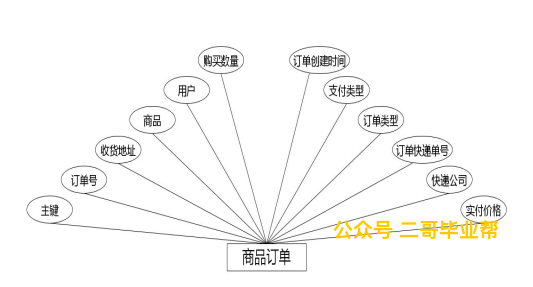 购买数量
订单创建时间
用户
支付类型
商品
订单类型
收货地址
订单快递单号
订单号
快递公司
主键
实付价格
公众号 二哥毕业帮
商品订单